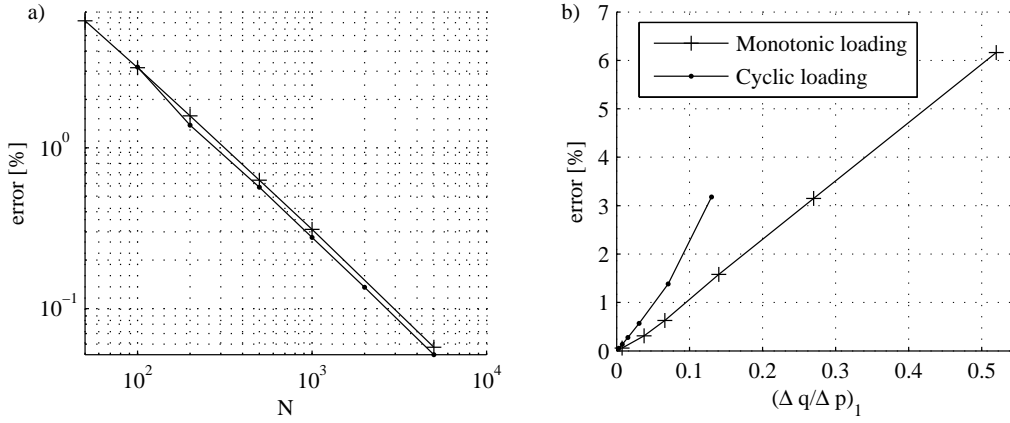 a)
10^0
10^-1
error [%]
10^2
10^3
10^4
N
b)
7
6
5
4
3
2
1
0
error [%]
Monotonic loading
Cyclic loading
0
0.1
0.2
0.3
0.4
0.5
(Δ q/Δ p)_1